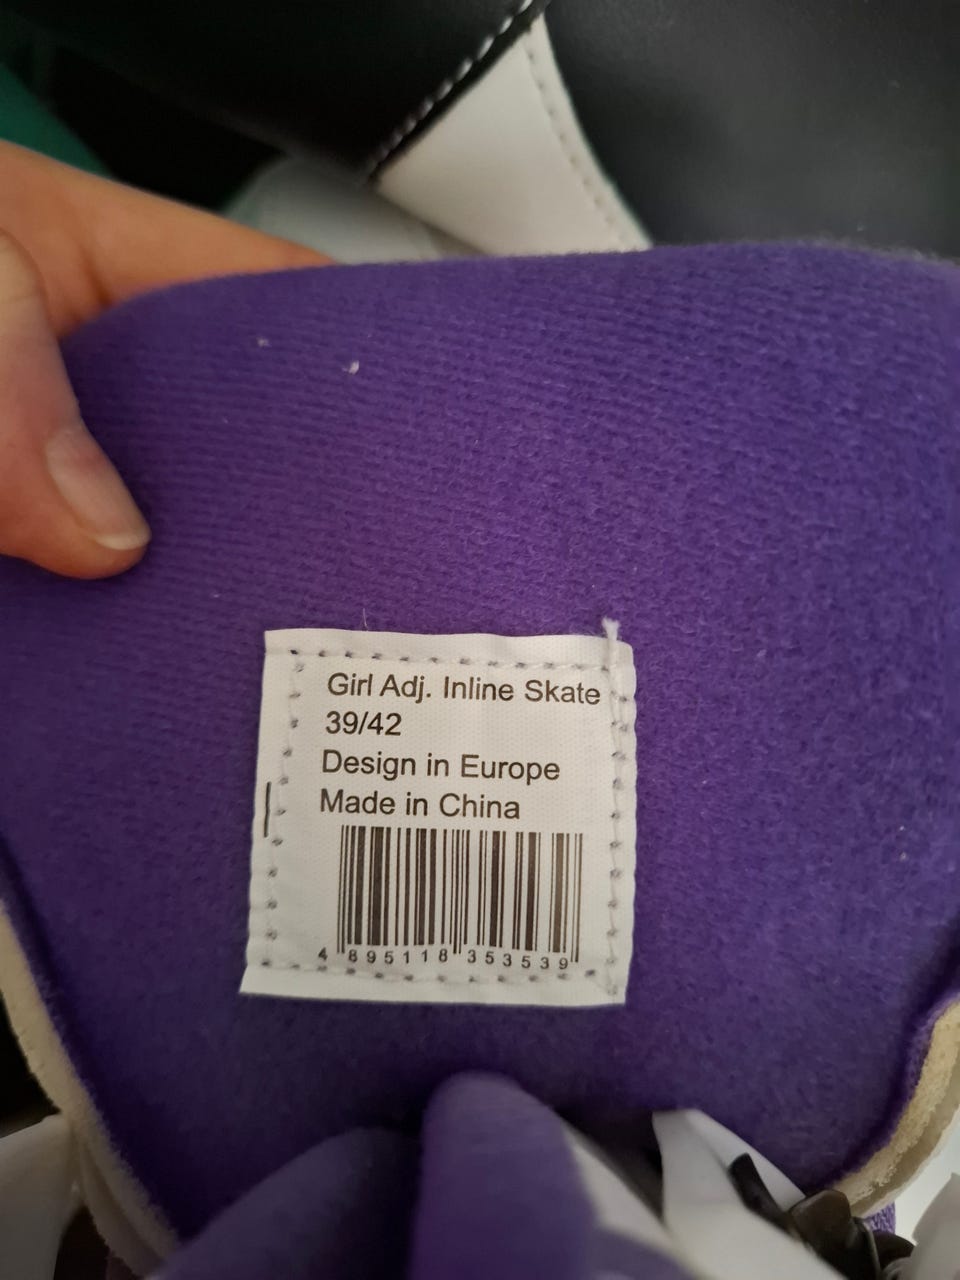 Girl Adj. Inline Skate
39/42
Design in Europe
Made in China
4 895118 353539